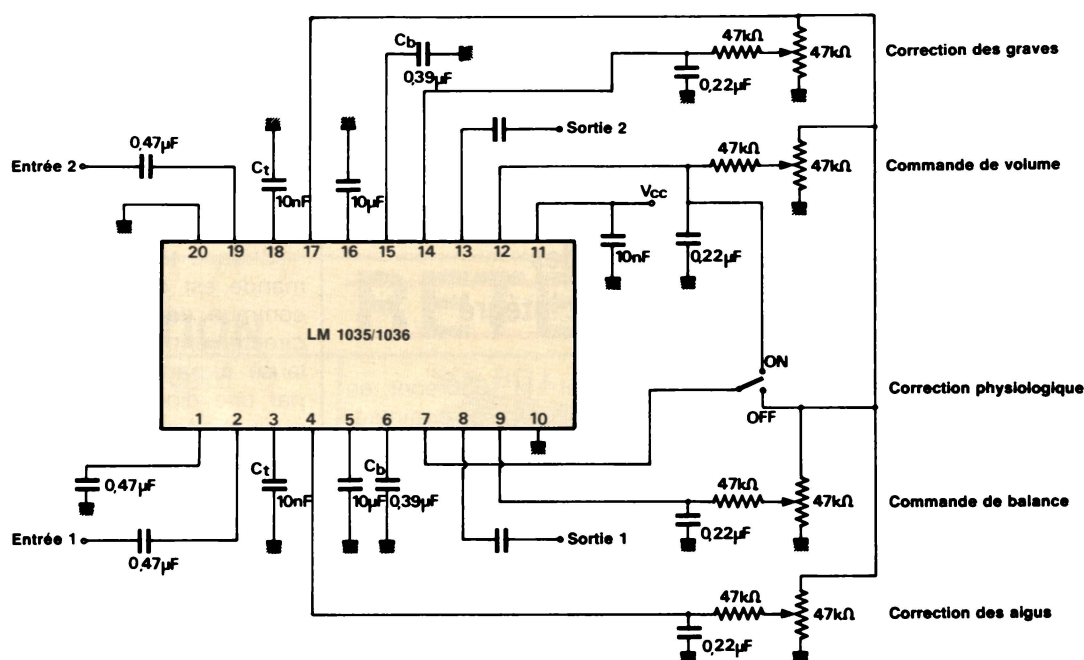 47kΩ
Cb
47kΩ
Correction des graves
0,39µF
0,22µF
Sortie 2
0,47µF
47kΩ
Entrée 2
Ct
47kΩ
Commande de volume
10nF
10µF
Vcc
20 19 18 17 16 15 14 13 12 11
10nF
0,22µF
LM 1035/1036
ON
Correction physiologique
OFF
1 2 3 4 5 6 7 8 9 10
Ct
Cb
0,47µF
10nF
10µF
0,39µF
47kΩ
47kΩ
Commande de balance
0,22µF
Entrée 1
Sortie 1
0,47µF
47kΩ
47kΩ
Correction des aigus
0,22µF